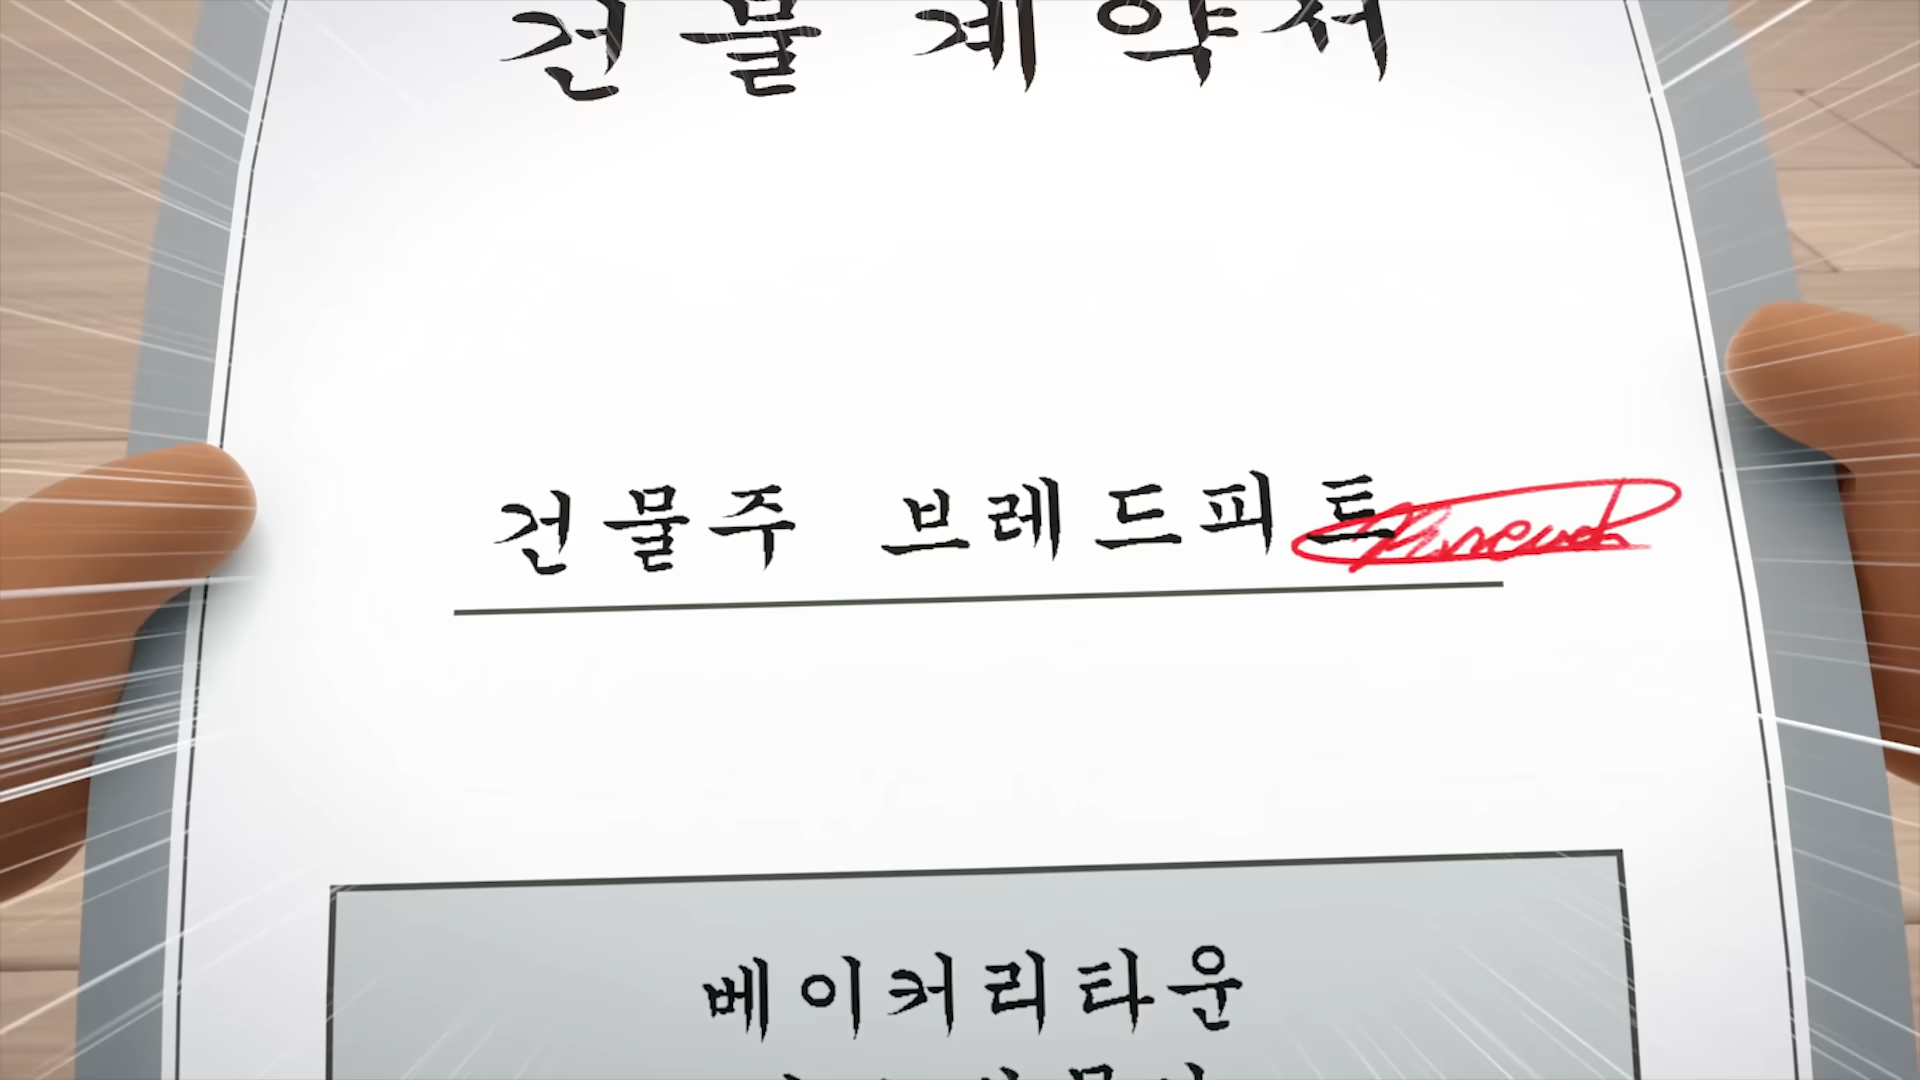 건물 계약서
건물주 브레드피트
베이커리타운